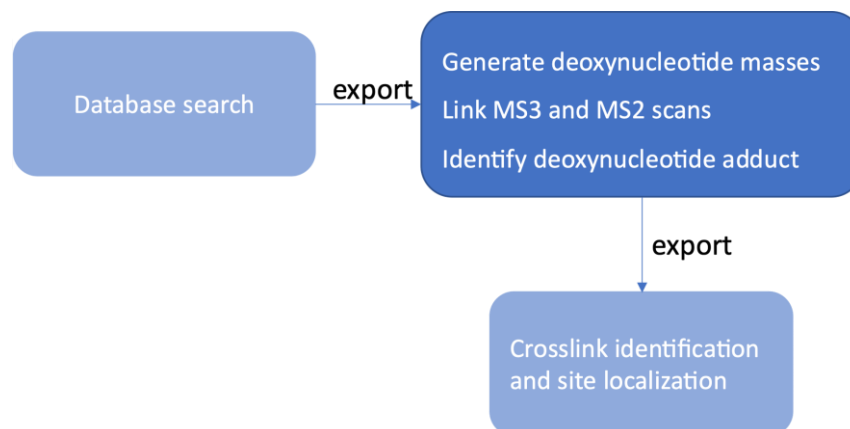 Database search
export
Generate deoxynucleotide masses
Link MS3 and MS2 scans
Identify deoxynucleotide adduct
export
Crosslink identification
and site localization